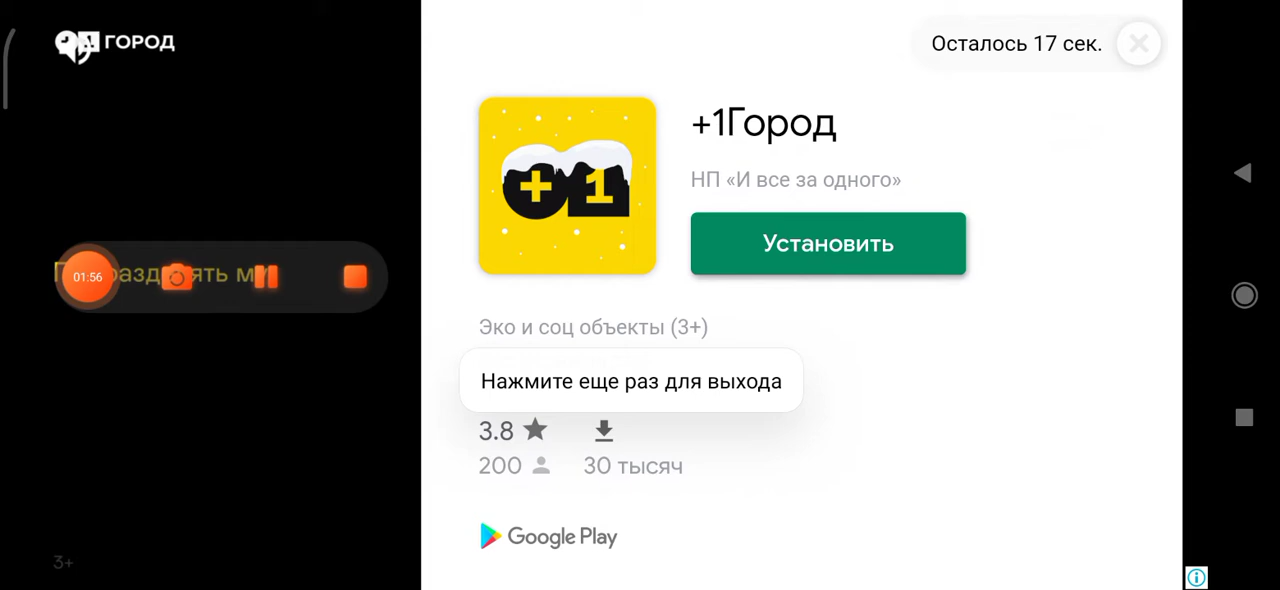 ГОРОД
Осталось 17 сек.
+1
+1Город
НП «И все за одного»
Установить
01:56
Эко и соц объекты (3+)
Нажмите еще раз для выхода
3.8
200
30 тысяч
Google Play
3+